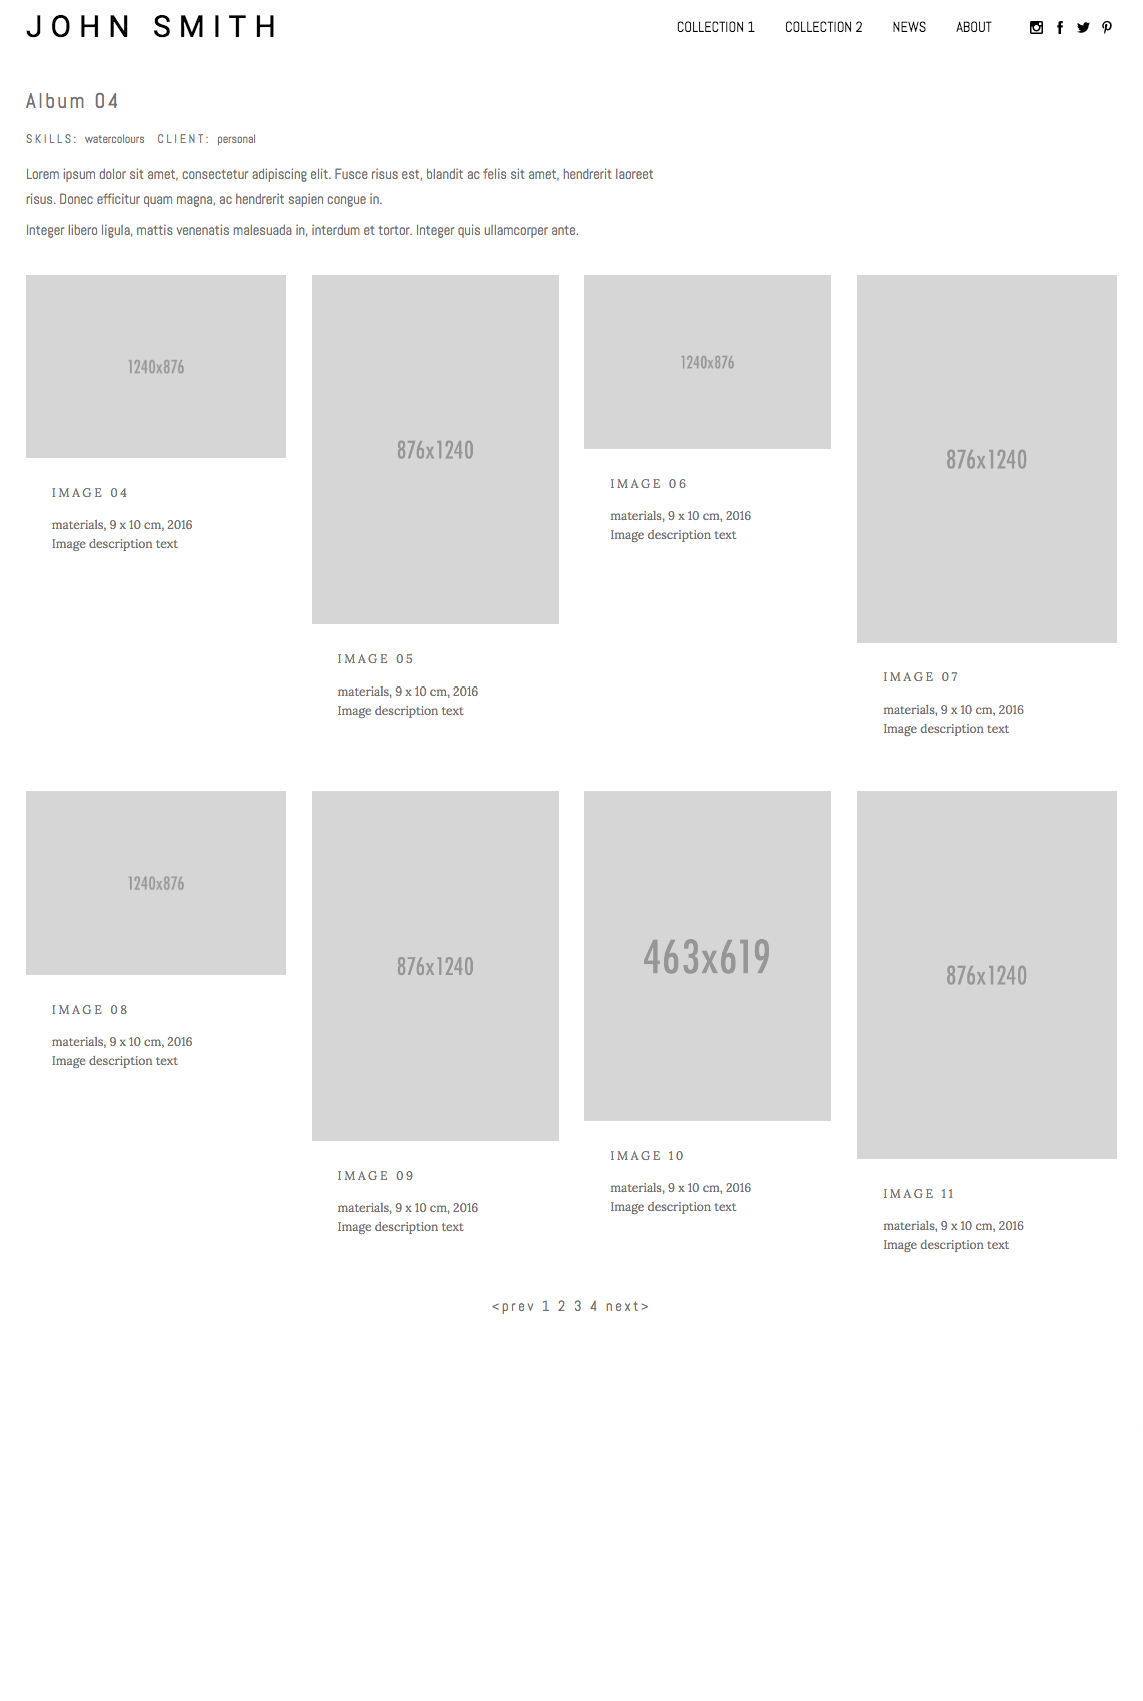 JOHN SMITH
COLLECTION 1 COLLECTION 2 NEWS ABOUT
Album 04
SKILLS: watercolours CLIENT: personal
Lorem ipsum dolor sit amet, consectetur adipiscing elit. Fusce risus est, blandit ac felis sit amet, hendrerit laoreet
risus. Donec efficitur quam magna, ac hendrerit sapien congue in.
Integer libero ligula, mattis venenatis malesuada in, interdum et tortor. Integer quis ullamcorper ante.
1240x876
IMAGE 04
materials, 9 x 10 cm, 2016
Image description text
876x1240
IMAGE 05
materials, 9 x 10 cm, 2016
Image description text
1240x876
IMAGE 06
materials, 9 x 10 cm, 2016
Image description text
876x1240
IMAGE 07
materials, 9 x 10 cm, 2016
Image description text
1240x876
IMAGE 08
materials, 9 x 10 cm, 2016
Image description text
876x1240
IMAGE 09
materials, 9 x 10 cm, 2016
Image description text
463x619
IMAGE 10
materials, 9 x 10 cm, 2016
Image description text
876x1240
IMAGE 11
materials, 9 x 10 cm, 2016
Image description text
<prev 1 2 3 4 next>